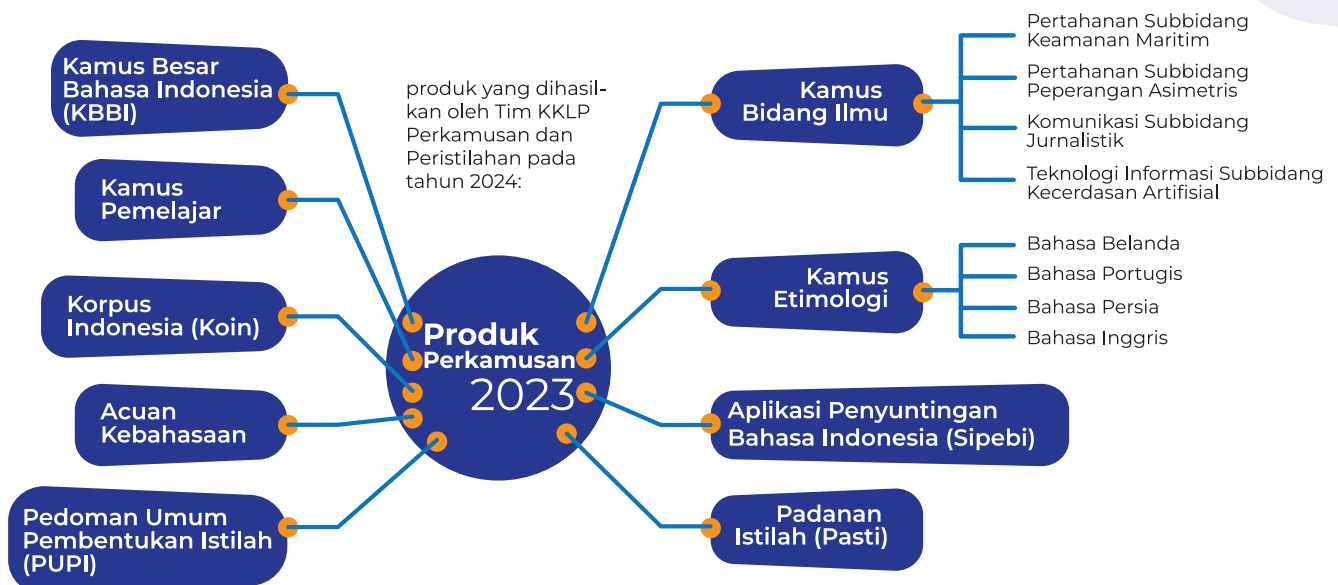 Kamus Besar
Bahasa Indonesia
(KBBI)
Kamus
Pemelajar
Korpus
Indonesia (Koin)
Acuan
Kebahasaan
Pedoman Umum
Pembentukan Istilah
(PUPI)
produk yang dihasil-
kan oleh Tim KKLP
Perkamusan dan
Peristilahan pada
tahun 2024:
Produk
Perkamusan
2023
Kamus
Bidang Ilmu
Pertahanan Subbidang
Keamanan Maritim
Pertahanan Subbidang
Peperangan Asimetris
Komunikasi Subbidang
Jurnalistik
Teknologi Informasi Subbidang
Kecerdasan Artifisial
Kamus
Etimologi
Bahasa Belanda
Bahasa Portugis
Bahasa Persia
Bahasa Inggris
Aplikasi Penyuntingan
Bahasa Indonesia (Sipebi)
Padanan
Istilah (Pasti)